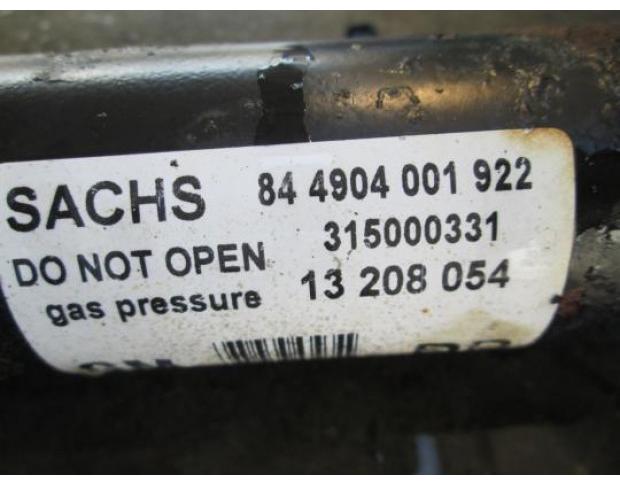 SACHS 84 4904 001 922
315000331
DO NOT OPEN
13 208 054
gas pressure